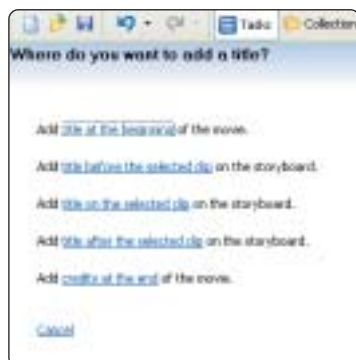 Tasks Collections
Where do you want to add a title?
Add title at the beginning of the movie.
Add title before the selected clip on the storyboard.
Add title on the selected clip on the storyboard.
Add title after the selected clip on the storyboard.
Add credits at the end of the movie.
Cancel